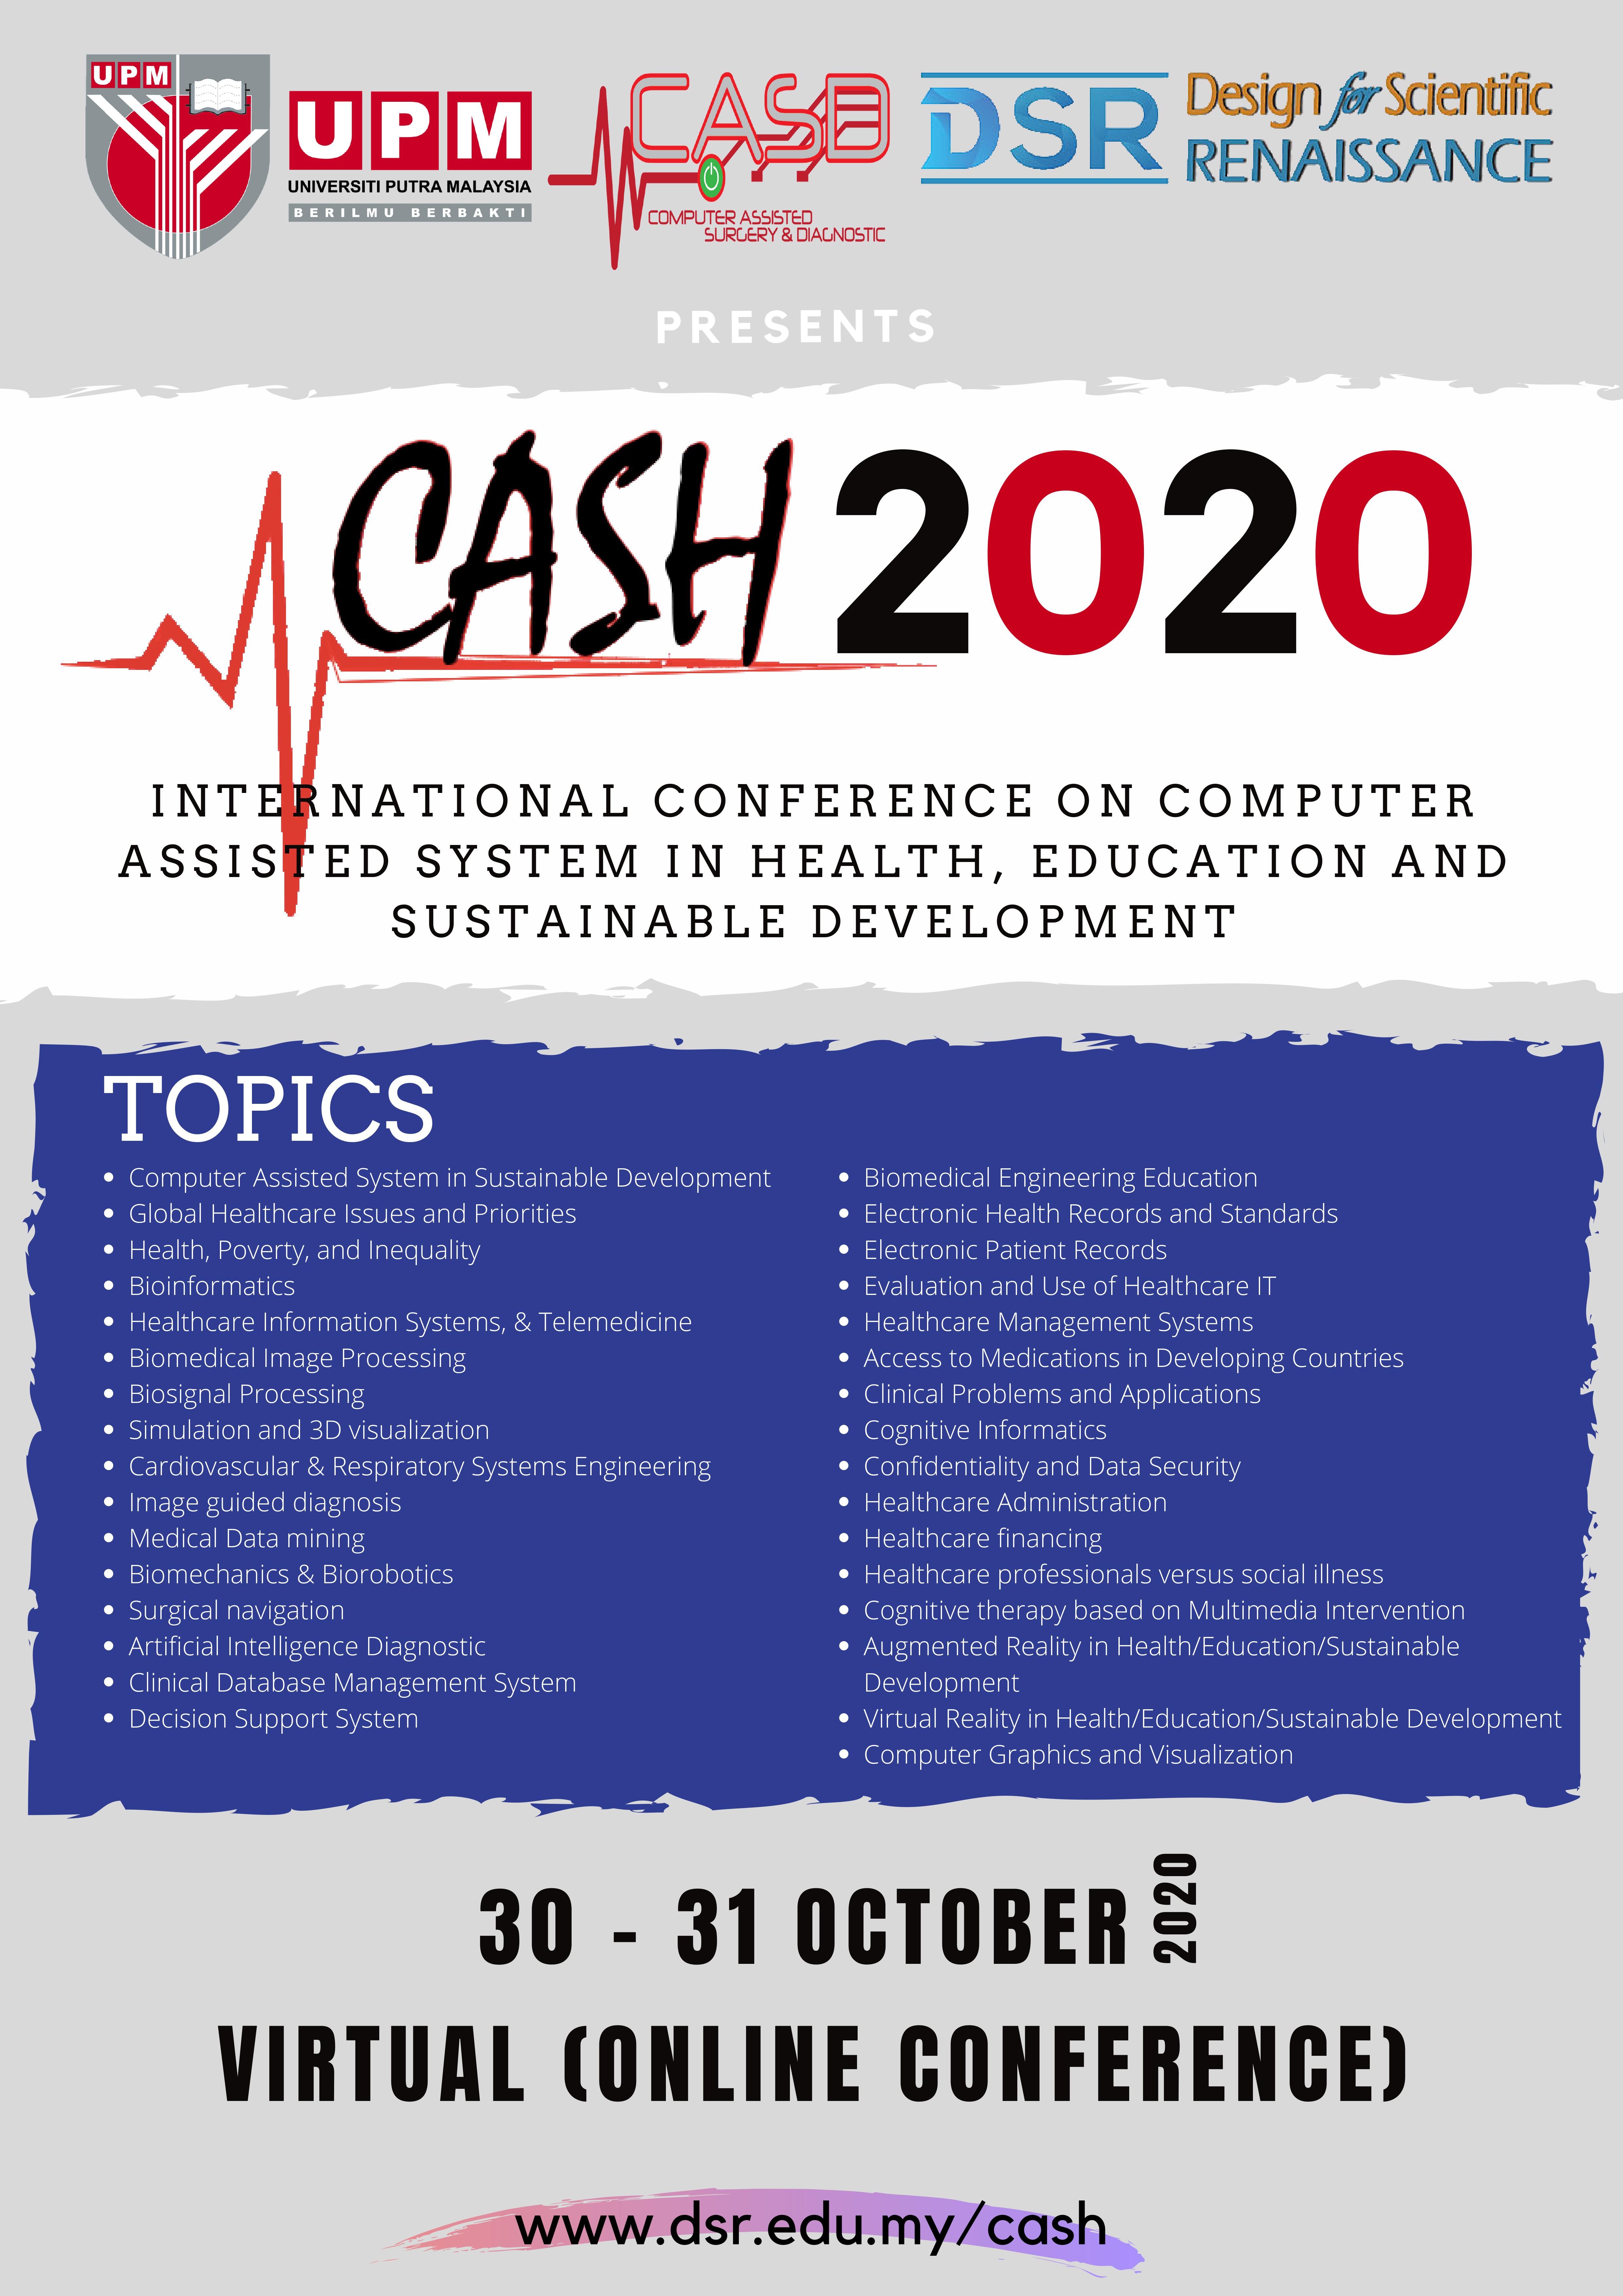 UPM
UPM
UNIVERSITI PUTRA MALAYSIA
BERILMU BERBAKTI
CASD
COMPUTER ASSISTED
SURGERY & DIAGNOSTIC
DSR
Design for Scientific
RENAISSANCE
PRESENTS
CASH 2020
INTERNATIONAL CONFERENCE ON COMPUTER
ASSISTED SYSTEM IN HEALTH, EDUCATION AND
SUSTAINABLE DEVELOPMENT
TOPICS
• Computer Assisted System in Sustainable Development
• Global Healthcare Issues and Priorities
• Health, Poverty, and Inequality
• Bioinformatics
• Healthcare Information Systems, & Telemedicine
• Biomedical Image Processing
• Biosignal Processing
• Simulation and 3D visualization
• Cardiovascular & Respiratory Systems Engineering
• Image guided diagnosis
• Medical Data mining
• Biomechanics & Biorobotics
• Surgical navigation
• Artificial Intelligence Diagnostic
• Clinical Database Management System
• Decision Support System
• Biomedical Engineering Education
• Electronic Health Records and Standards
• Electronic Patient Records
• Evaluation and Use of Healthcare IT
• Healthcare Management Systems
• Access to Medications in Developing Countries
• Clinical Problems and Applications
• Cognitive Informatics
• Confidentiality and Data Security
• Healthcare Administration
• Healthcare financing
• Healthcare professionals versus social illness
• Cognitive therapy based on Multimedia Intervention
• Augmented Reality in Health/Education/Sustainable
Development
• Virtual Reality in Health/Education/Sustainable Development
• Computer Graphics and Visualization
30 - 31 OCTOBER 2020
VIRTUAL (ONLINE CONFERENCE)
www.dsr.edu.my/cash